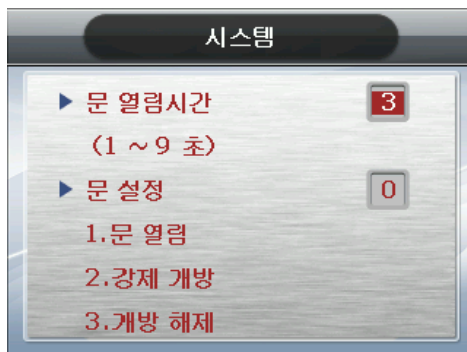 시스템
▶ 문 열림시간 3
(1 ~ 9 초)
▶ 문 설정 0
1.문 열림
2.강제 개방
3.개방 해제